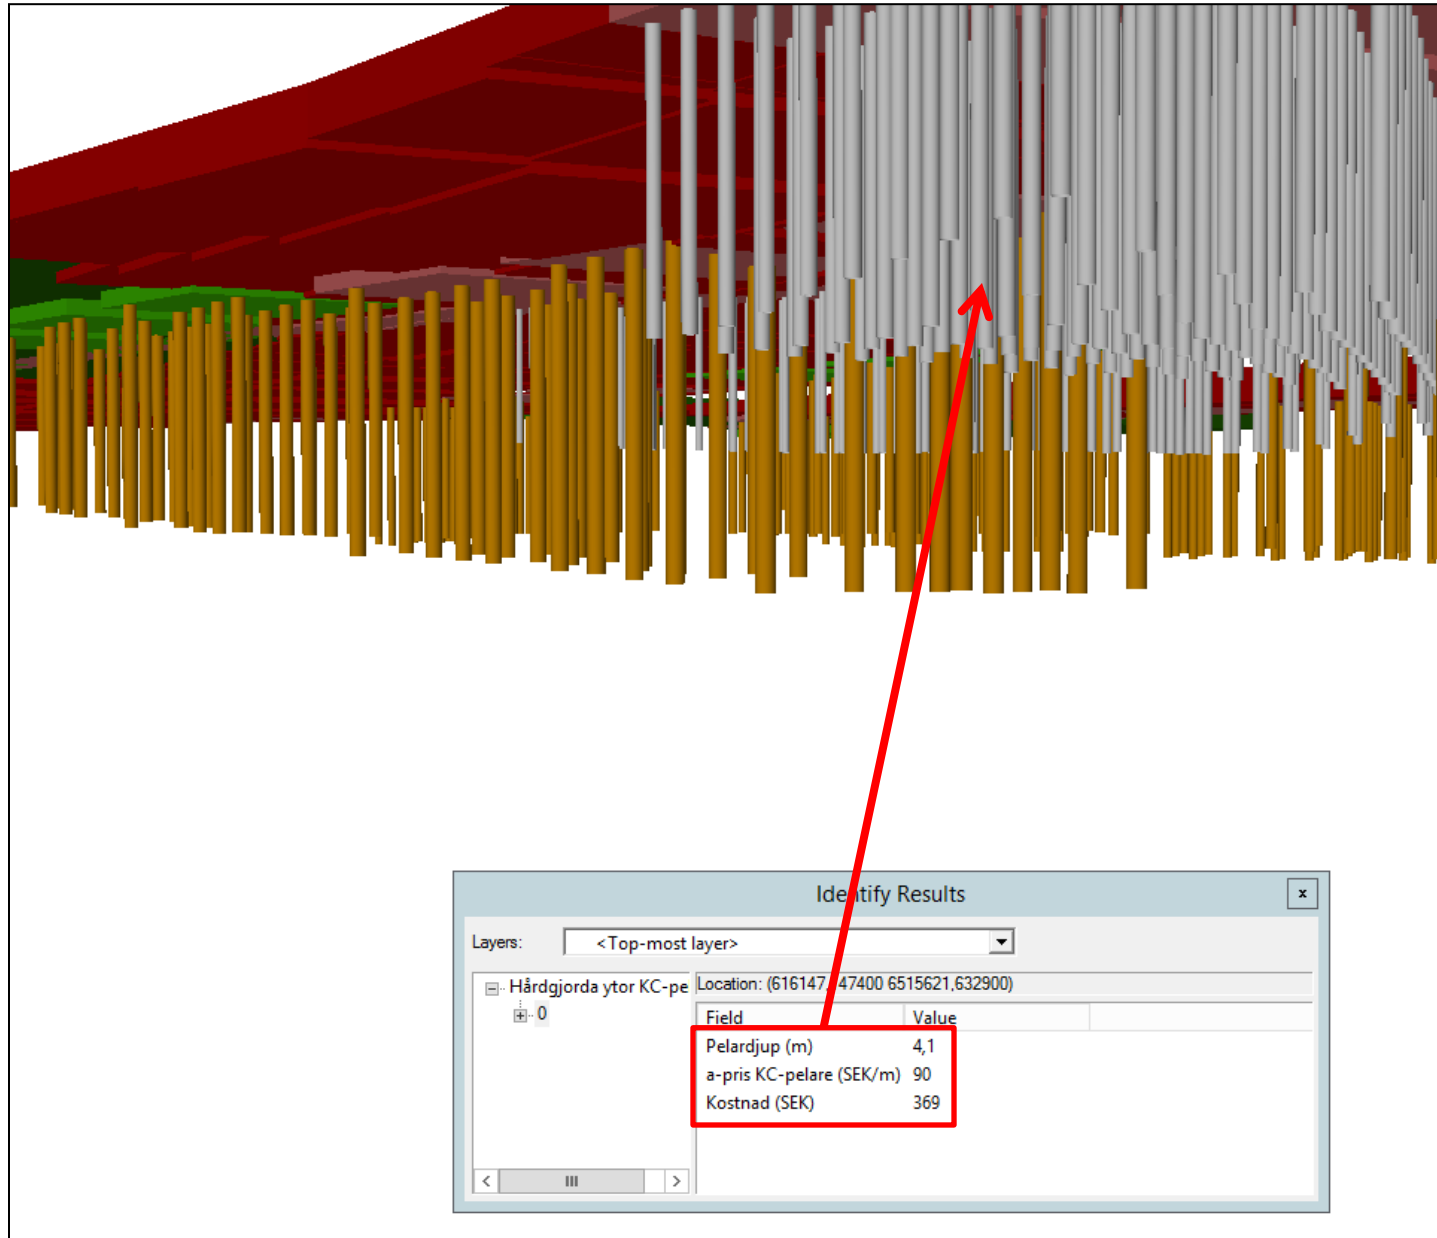 Identify Results
x
Layers:
<Top-most layer>
Hårdgjorda ytor KC-pe
0
Location: (616147, 47400 6515621,632900)
Field
Value
Pelardjup (m)
4,1
a-pris KC-pelare (SEK/m)
90
Kostnad (SEK)
369